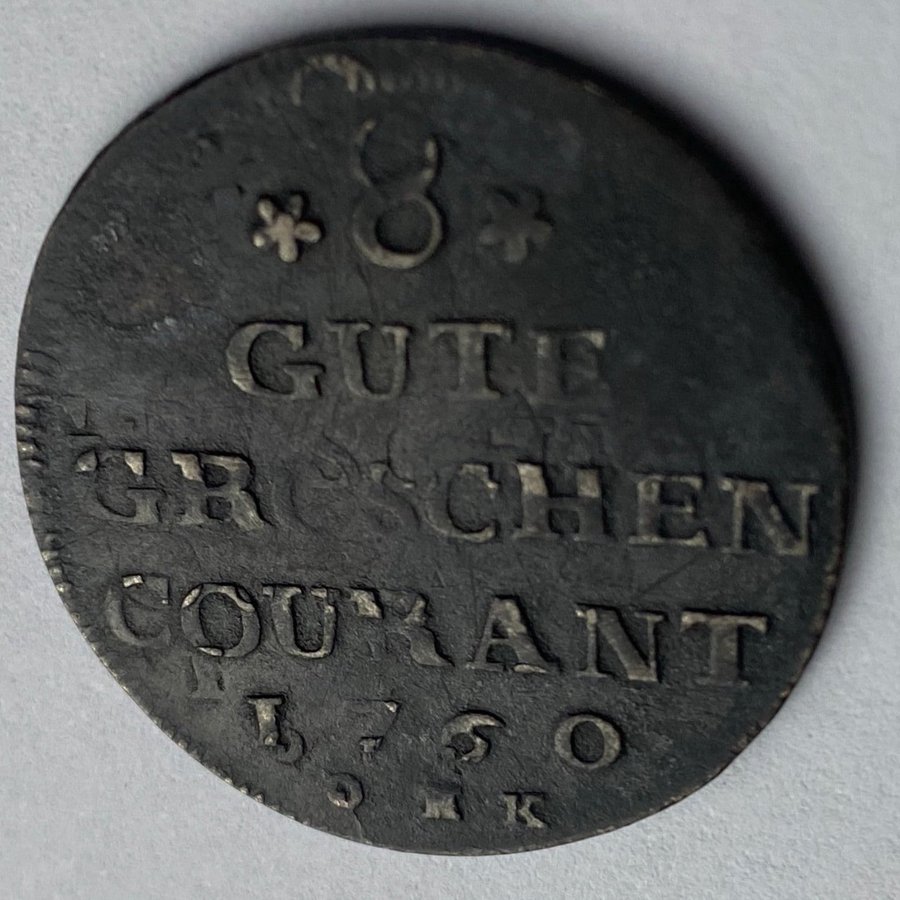 * 8 *
GUTE
GROSCHEN
COURANT
1760